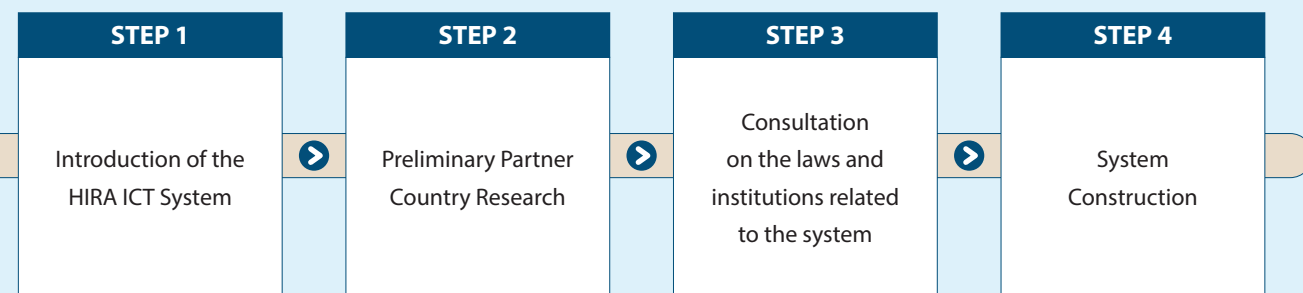 STEP 1
Introduction of the
HIRA ICT System
STEP 2
Preliminary Partner
Country Research
STEP 3
Consultation
on the laws and
institutions related
to the system
STEP 4
System
Construction